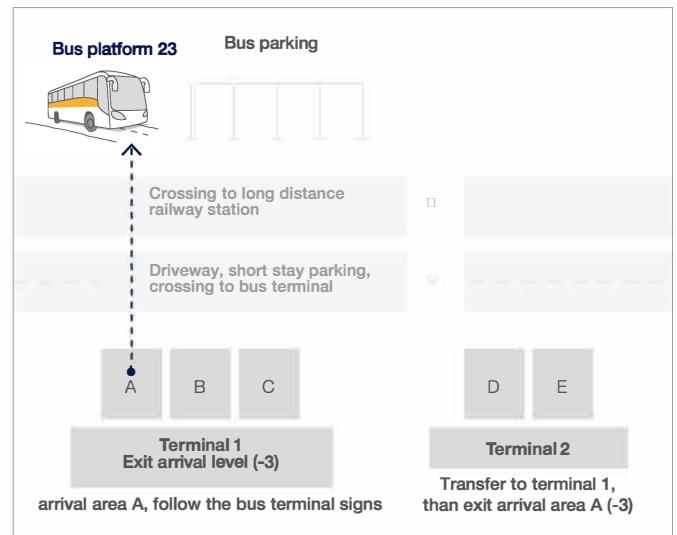 Bus platform 23
Bus parking
Crossing to long distance
railway station
Driveway, short stay parking,
crossing to bus terminal
A
B
C
D
E
Terminal 1
Exit arrival level (-3)
Terminal 2
arrival area A, follow the bus terminal signs
Transfer to terminal 1,
than exit arrival area A (-3)